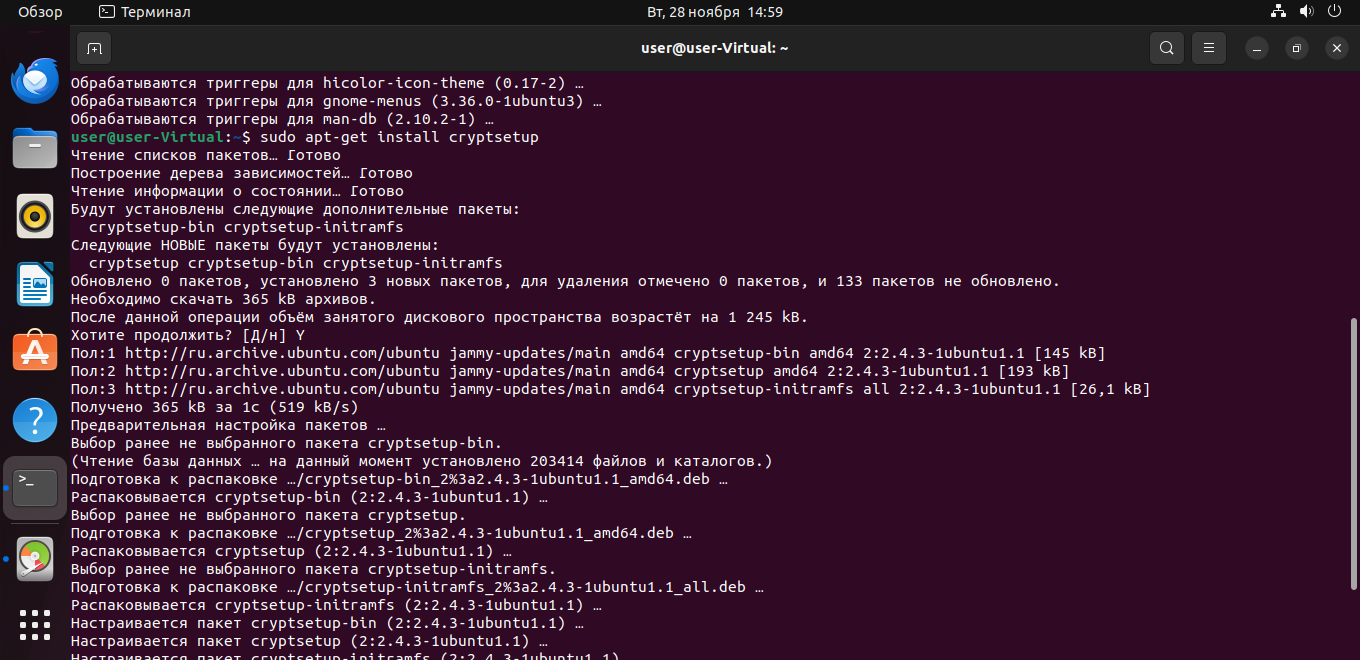 Обзор
Терминал
Вт, 28 ноября 14:59
user@user-Virtual: ~
Обрабатываются триггеры для hicolor-icon-theme (0.17-2) …
Обрабатываются триггеры для gnome-menus (3.36.0-1ubuntu3) …
Обрабатываются триггеры для man-db (2.10.2-1) …
user@user-Virtual:~$ sudo apt-get install cryptsetup
Чтение списков пакетов… Готово
Построение дерева зависимостей… Готово
Чтение информации о состоянии… Готово
Будут установлены следующие дополнительные пакеты:
  cryptsetup-bin cryptsetup-initramfs
Следующие НОВЫЕ пакеты будут установлены:
  cryptsetup cryptsetup-bin cryptsetup-initramfs
Обновлено 0 пакетов, установлено 3 новых пакетов, для удаления отмечено 0 пакетов, и 133 пакетов не обновлено.
Необходимо скачать 365 kB архивов.
После данной операции объём занятого дискового пространства возрастёт на 1 245 kB.
Хотите продолжить? [Д/н] Y
Пол:1 http://ru.archive.ubuntu.com/ubuntu jammy-updates/main amd64 cryptsetup-bin amd64 2:2.4.3-1ubuntu1.1 [145 kB]
Пол:2 http://ru.archive.ubuntu.com/ubuntu jammy-updates/main amd64 cryptsetup amd64 2:2.4.3-1ubuntu1.1 [193 kB]
Пол:3 http://ru.archive.ubuntu.com/ubuntu jammy-updates/main amd64 cryptsetup-initramfs all 2:2.4.3-1ubuntu1.1 [26,1 kB]
Получено 365 kB за 1с (519 kB/s)
Предварительная настройка пакетов …
Выбор ранее не выбранного пакета cryptsetup-bin.
(Чтение базы данных … на данный момент установлено 203414 файлов и каталогов.)
Подготовка к распаковке …/cryptsetup-bin_2%3a2.4.3-1ubuntu1.1_amd64.deb …
Распаковывается cryptsetup-bin (2:2.4.3-1ubuntu1.1) …
Выбор ранее не выбранного пакета cryptsetup.
Подготовка к распаковке …/cryptsetup_2%3a2.4.3-1ubuntu1.1_amd64.deb …
Распаковывается cryptsetup (2:2.4.3-1ubuntu1.1) …
Выбор ранее не выбранного пакета cryptsetup-initramfs.
Подготовка к распаковке …/cryptsetup-initramfs_2%3a2.4.3-1ubuntu1.1_all.deb …
Распаковывается cryptsetup-initramfs (2:2.4.3-1ubuntu1.1) …
Настраивается пакет cryptsetup-bin (2:2.4.3-1ubuntu1.1) …
Настраивается пакет cryptsetup (2:2.4.3-1ubuntu1.1) …
Настраивается пакет cryptsetup-initramfs (2:2.4.3-1ubuntu1.1)